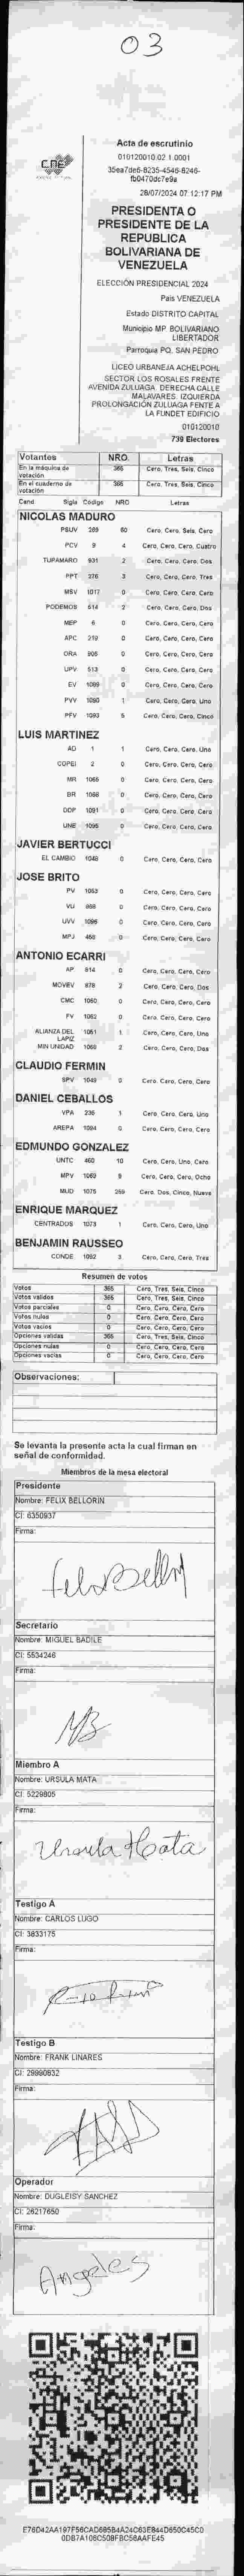 03
CNE
Acta de escrutinio
010120010.02.1.0001
35ea7de6-8235-4546-8246-
fb0470dc7e9a
28/07/2024 07:12:17 PM
PRESIDENTA O
PRESIDENTE DE LA
REPUBLICA
BOLIVARIANA DE
VENEZUELA
ELECCIÓN PRESIDENCIAL 2024
Pais VENEZUELA
Estado DISTRITO CAPITAL
Municipio MP. BOLIVARIANO
LIBERTADOR
Parroquia PQ. SAN PEDRO
LICEO URBANEJA ACHELPOHL
SECTOR LOS ROSALES FRENTE
AVENIDA ZULUAGA. DERECHA CALLE
MALAVARES. IZQUIERDA
PROLONGACIÓN ZULUAGA FENTE A
LA FUNDET EDIFICIO
010120010
739 Electores
Votantes NRO. Letras
En la máquina de votación 365 Cero, Tres, Seis, Cinco
En el cuaderno de votación 365 Cero, Tres, Seis, Cinco
Cand Sigla Código NRO Letras
NICOLAS MADURO
PSUV 269 60 Cero, Cero, Seis, Cero
PCV 9 4 Cero, Cero, Cero, Cuatro
TUPAMARO 931 2 Cero, Cero, Cero, Dos
PPT 276 3 Cero, Cero, Cero, Tres
MSV 1017 0 Cero, Cero, Cero, Cero
PODEMOS 614 2 Cero, Cero, Cero, Dos
MEP 6 0 Cero, Cero, Cero, Cero
APC 219 0 Cero, Cero, Cero, Cero
ORA 906 0 Cero, Cero, Cero, Cero
UPV 513 0 Cero, Cero, Cero, Cero
EV 1089 0 Cero, Cero, Cero, Cero
PVV 1090 1 Cero, Cero, Cero, Uno
PFV 1093 5 Cero, Cero, Cero, Cinco
LUIS MARTINEZ
AD 1 1 Cero, Cero, Cero, Uno
COPEI 2 0 Cero, Cero, Cero, Cero
MR 1065 0 Cero, Cero, Cero, Cero
BR 1068 0 Cero, Cero, Cero, Cero
DDP 1091 0 Cero, Cero, Cero, Cero
UNE 1095 0 Cero, Cero, Cero, Cero
JAVIER BERTUCCI
EL CAMBIO 1048 0 Cero, Cero, Cero, Cero
JOSE BRITO
PV 1053 0 Cero, Cero, Cero, Cero
VU 968 0 Cero, Cero, Cero, Cero
UVV 1096 0 Cero, Cero, Cero, Cero
MPJ 458 0 Cero, Cero, Cero, Cero
ANTONIO ECARRI
AP 914 0 Cero, Cero, Cero, Cero
MOVEV 878 2 Cero, Cero, Cero, Dos
CMC 1060 0 Cero, Cero, Cero, Cero
FV 1062 0 Cero, Cero, Cero, Cero
ALIANZA DEL LAPIZ 1051 1 Cero, Cero, Cero, Uno
MIN UNIDAD 1069 2 Cero, Cero, Cero, Dos
CLAUDIO FERMIN
SPV 1049 0 Cero, Cero, Cero, Cero
DANIEL CEBALLOS
VPA 236 1 Cero, Cero, Cero, Uno
AREPA 1094 0 Cero, Cero, Cero, Cero
EDMUNDO GONZALEZ
UNTC 460 10 Cero, Cero, Uno, Cero
MPV 1069 8 Cero, Cero, Cero, Ocho
MUD 1075 259 Cero, Dos, Cinco, Nueve
ENRIQUE MARQUEZ
CENTRADOS 1073 1 Cero, Cero, Cero, Uno
BENJAMIN RAUSSEO
CONDE 1092 3 Cero, Cero, Cero, Tres
Resumen de votos
Votos 365 Cero, Tres, Seis, Cinco
Votos validos 365 Cero, Tres, Seis, Cinco
Votos parciales 0 Cero, Cero, Cero, Cero
Votos nulos 0 Cero, Cero, Cero, Cero
Votos vacios 0 Cero, Cero, Cero, Cero
Opciones validas 365 Cero, Tres, Seis, Cinco
Opciones nulas 0 Cero, Cero, Cero, Cero
Opciones vacias 0 Cero, Cero, Cero, Cero
Observaciones:
Se levanta la presente acta la cual firman en
señal de conformidad.
Miembros de la mesa electoral
Presidente
Nombre: FELIX BELLORIN
CI: 6350937
Firma:
Secretario
Nombre: MIGUEL BADILE
CI: 5534246
Firma:
MB
Miembro A
Nombre: URSULA MATA
CI: 5229805
Firma:
Ursula Mata
Testigo A
Nombre: CARLOS LUGO
CI: 3833175
Firma:
Testigo B
Nombre: FRANK LINARES
CI: 29990832
Firma:
Operador
Nombre: DUGLEISY SANCHEZ
CI: 26217650
Firma:
Angeles
E76D42AA197F56CAD685B4A24C63EB44D650C45C0
0DB7A106C508FBC58AAFE45